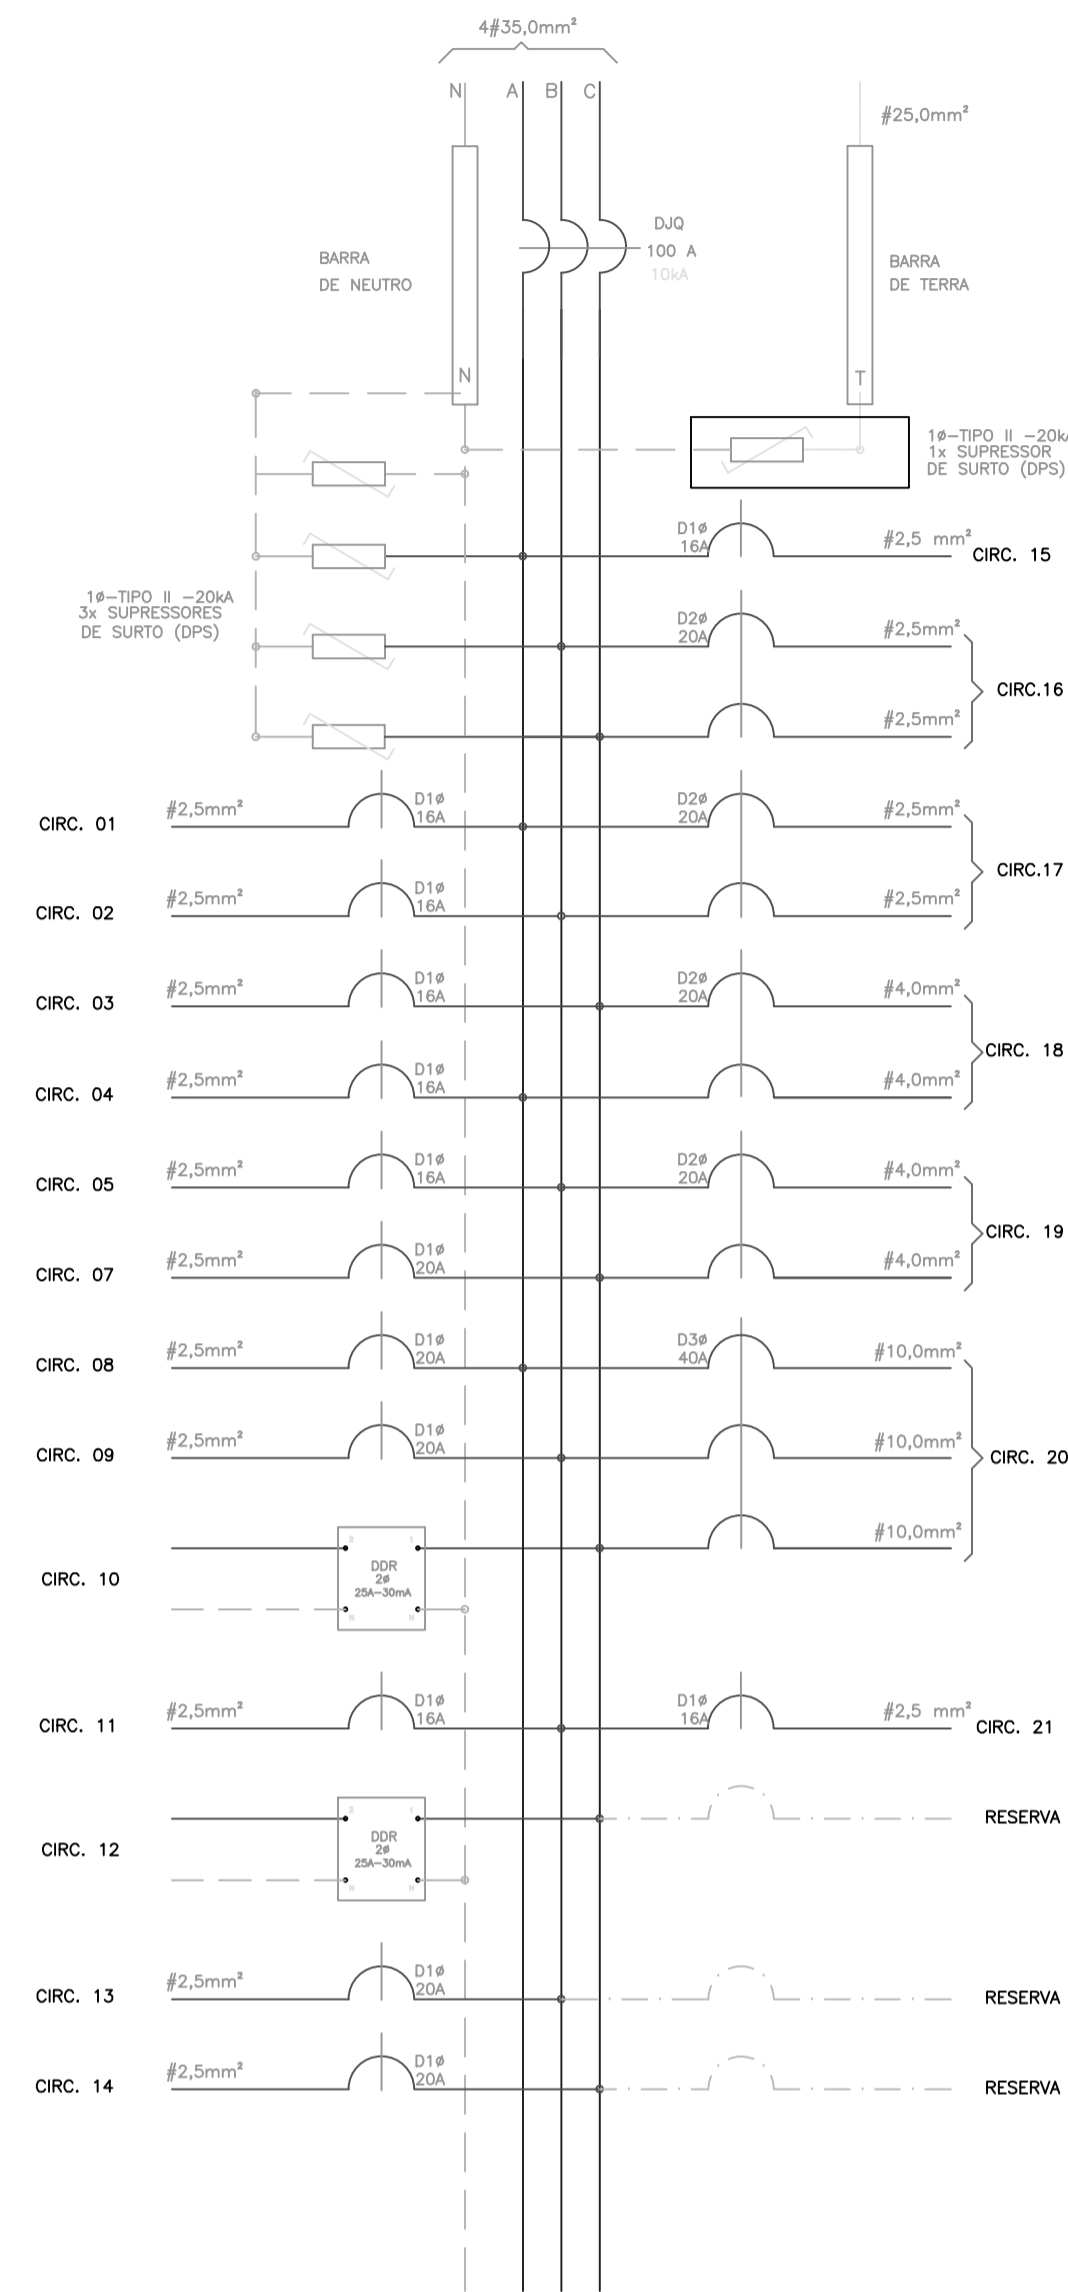 4#35,0mm²
N A B C
#25,0mm²
DJQ
100 A
10kA
BARRA
DE NEUTRO
BARRA
DE TERRA
N
T
1ø-TIPO II -20k
1x SUPRESSOR
DE SURTO (DPS)
1ø-TIPO II -20kA
3x SUPRESSORES
DE SURTO (DPS)
D1ø
16A
#2,5 mm²
CIRC. 15
D2ø
20A
#2,5mm²
#2,5mm²
CIRC.16
CIRC. 01
#2,5mm²
D1ø
16A
D2ø
20A
#2,5mm²
CIRC.17
CIRC. 02
#2,5mm²
D1ø
16A
#2,5mm²
CIRC. 03
#2,5mm²
D1ø
16A
D2ø
20A
#4,0mm²
CIRC. 18
CIRC. 04
#2,5mm²
D1ø
16A
#4,0mm²
CIRC. 05
#2,5mm²
D1ø
16A
D2ø
20A
#4,0mm²
CIRC. 19
CIRC. 07
#2,5mm²
D1ø
20A
#4,0mm²
CIRC. 08
#2,5mm²
D1ø
20A
D3ø
40A
#10,0mm²
CIRC. 09
#2,5mm²
D1ø
20A
#10,0mm²
CIRC. 20
#10,0mm²
CIRC. 10
2 1
DDR
2ø
25A-30mA
N N
CIRC. 11
#2,5mm²
D1ø
16A
D1ø
16A
#2,5 mm²
CIRC. 21
CIRC. 12
2 1
DDR
2ø
25A-30mA
N N
RESERVA
CIRC. 13
#2,5mm²
D1ø
20A
RESERVA
CIRC. 14
#2,5mm²
D1ø
20A
RESERVA